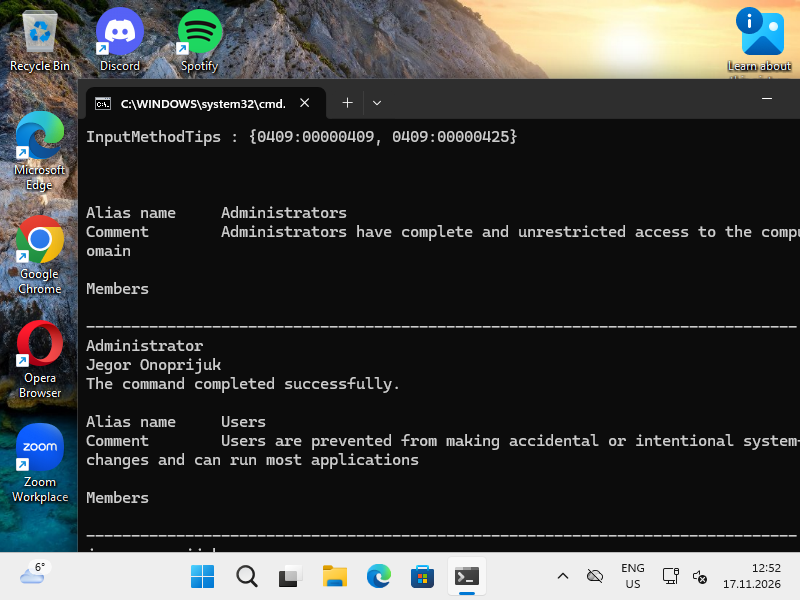 Recycle Bin
Discord
Spotify
Learn about
Microsoft
Edge
Google
Chrome
Opera
Browser
zoom
Zoom
Workplace
C:\WINDOWS\system32\cmd.
InputMethodTips : {0409:00000409, 0409:00000425}
Alias name     Administrators
Comment        Administrators have complete and unrestricted access to the compu
omain
Members
-------------------------------------------------------------------------------
Administrator
Jegor Onoprijuk
The command completed successfully.
Alias name     Users
Comment        Users are prevented from making accidental or intentional system-
changes and can run most applications
Members
-------------------------------------------------------------------------------
6°
ENG
US
12:52
17.11.2026